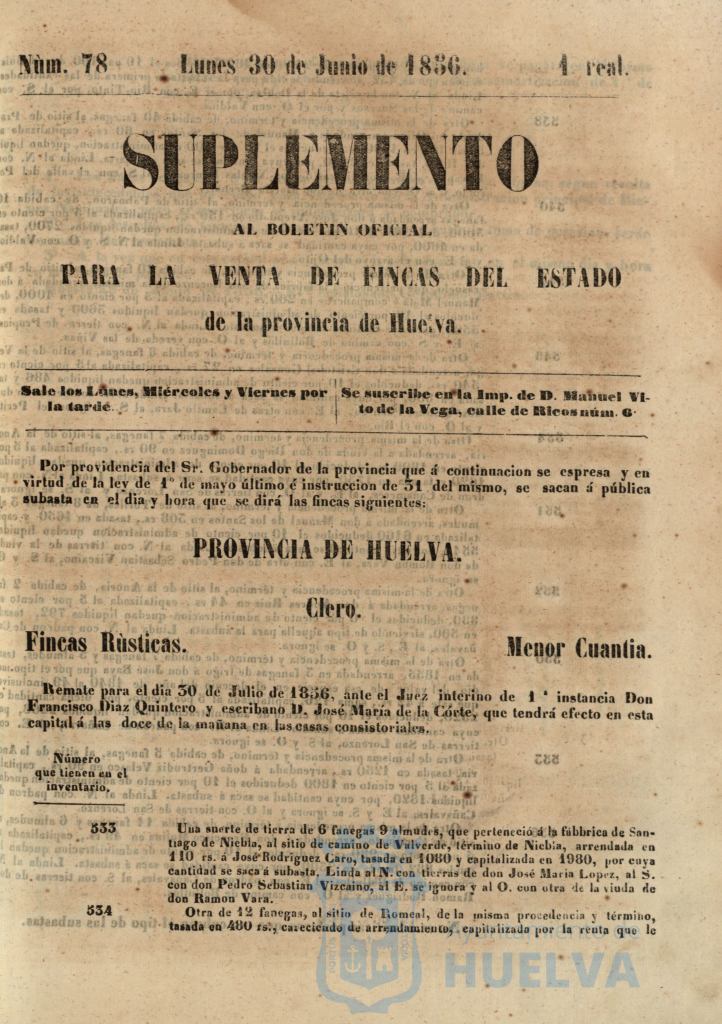 Nùm. 78 Lunes 30 de Junio de 1856. 1 real.
SUPLEMENTO
AL BOLETIN OFICIAL
PARA LA VENTA DE FINCAS DEL ESTADO
de la provincia de Huelva.
Sale los Lúnes, Miércoles y Viernes por
la tarde.
Se suscribe en la Imp. de D. Manuel Vi-
to de la Vega, calle de Ricos núm. 6
Por providencia del Sr. Gobernador de la provincia que á continuacion se espresa y en
virtud de la ley de 1º de mayo último é instruccion de 31 del mismo, se sacan á pública
subasta en el dia y hora que se dirá las fincas siguientes:
PROVINCIA DE HUELVA.
Clero.
Fincas Rùsticas. Menor Cuantia.
Remate para el dia 30 de Julio de 1856, ante el Juez interino de 1ª instancia Don
Francisco Diaz Quintero y escribano D. José María de la Córte, que tendrá efecto en esta
capital á las doce de la mañana en las casas consistoriales.
Número
que tienen en el
inventario.
533 Una suerte de tierra de 6 fanegas 9 almudes, que perteneció á la fábbrica de San-
tiago de Niebla, al sitio de camino de Valverde, término de Niebla, arrendada en
110 rs. á José Rodriguez Caro, tasada en 1080 y capitalizada en 1980, por cuya
cantidad se saca á subasta. Linda al N. con tierras de don José Maria Lopez, al S.
con don Pedro Sebastian Vizcaino, al E. se ignora y al O. con otra de la viuda de
don Ramon Vara.
534 Otra de 12 fanegas, al sitio de Romeal, de la misma procedencia y término,
tasada en 480 rs., careciendo de arrendamiento, capitalizado por la renta que le
Ayuntamiento de
HUELVA